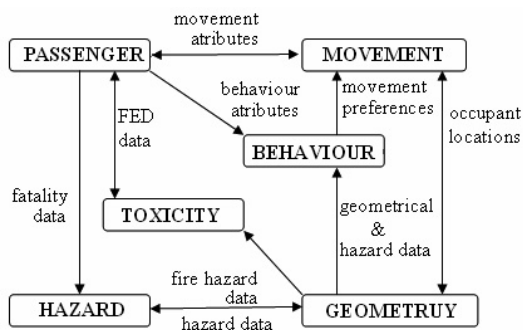 movement
atributes
PASSENGER
MOVEMENT
behaviour
atributes
movement
preferences
FED
data
occupant
locations
BEHAVIOUR
fatality
data
TOXICITY
geometrical
&
hazard data
fire hazard
data
HAZARD
hazard data
GEOMETRUY